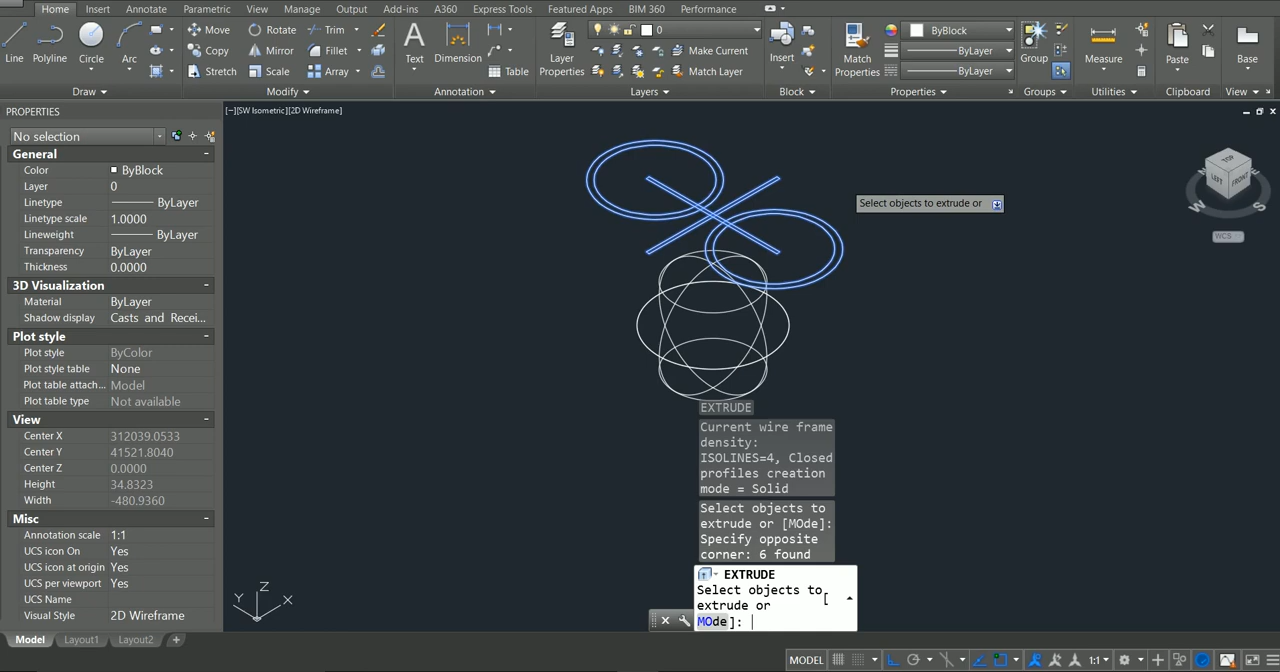 Home Insert Annotate Parametric View Manage Output Add-ins A360 Express Tools Featured Apps BIM 360 Performance
Line Polyline Circle Arc
Move Rotate Trim
Copy Mirror Fillet
Stretch Scale Array
Text Dimension Table
Layer Properties
0
Make Current
Match Layer
Insert
Match Properties
ByBlock
ByLayer
ByLayer
Group Measure Paste Base
Draw Modify Annotation Layers Block Properties Groups Utilities Clipboard View
PROPERTIES
[−][SW Isometric][2D Wireframe]
No selection
General
Color ByBlock
Layer 0
Linetype ByLayer
Linetype scale 1.0000
Lineweight ByLayer
Transparency ByLayer
Thickness 0.0000
3D Visualization
Material ByLayer
Shadow display Casts and Recei...
Plot style
Plot style ByColor
Plot style table None
Plot table attach... Model
Plot table type Not available
View
Center X 312039.0533
Center Y 41521.8040
Center Z 0.0000
Height 34.8323
Width -480.9360
Misc
Annotation scale 1:1
UCS icon On Yes
UCS icon at origin Yes
UCS per viewport Yes
UCS Name
Visual Style 2D Wireframe
Select objects to extrude or
TOP
LEFT FRONT
W S
WCS
EXTRUDE
Current wire frame
density:
ISOLINES=4, Closed
profiles creation
mode = Solid
Select objects to
extrude or [MOde]:
Specify opposite
corner: 6 found
EXTRUDE
Select objects to
extrude or [
MOde]:
Z
Y X
Model Layout1 Layout2 +
MODEL 1:1